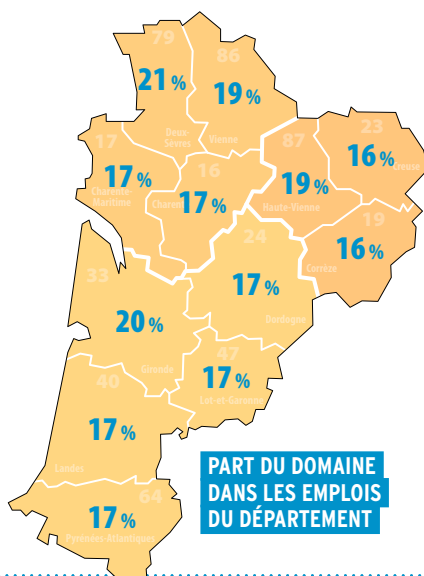 79
21 %
Deux-
Sèvres
86
19 %
Vienne
17
17 %
Charente-
Maritime
16
17 %
Charente
87
19 %
Haute-Vienne
23
16 %
Creuse
19
16 %
Corrèze
24
17 %
Dordogne
33
20 %
Gironde
47
17 %
Lot-et-Garonne
40
17 %
Landes
64
17 %
Pyrénées-Atlantiques
PART DU DOMAINE
DANS LES EMPLOIS
DU DÉPARTEMENT